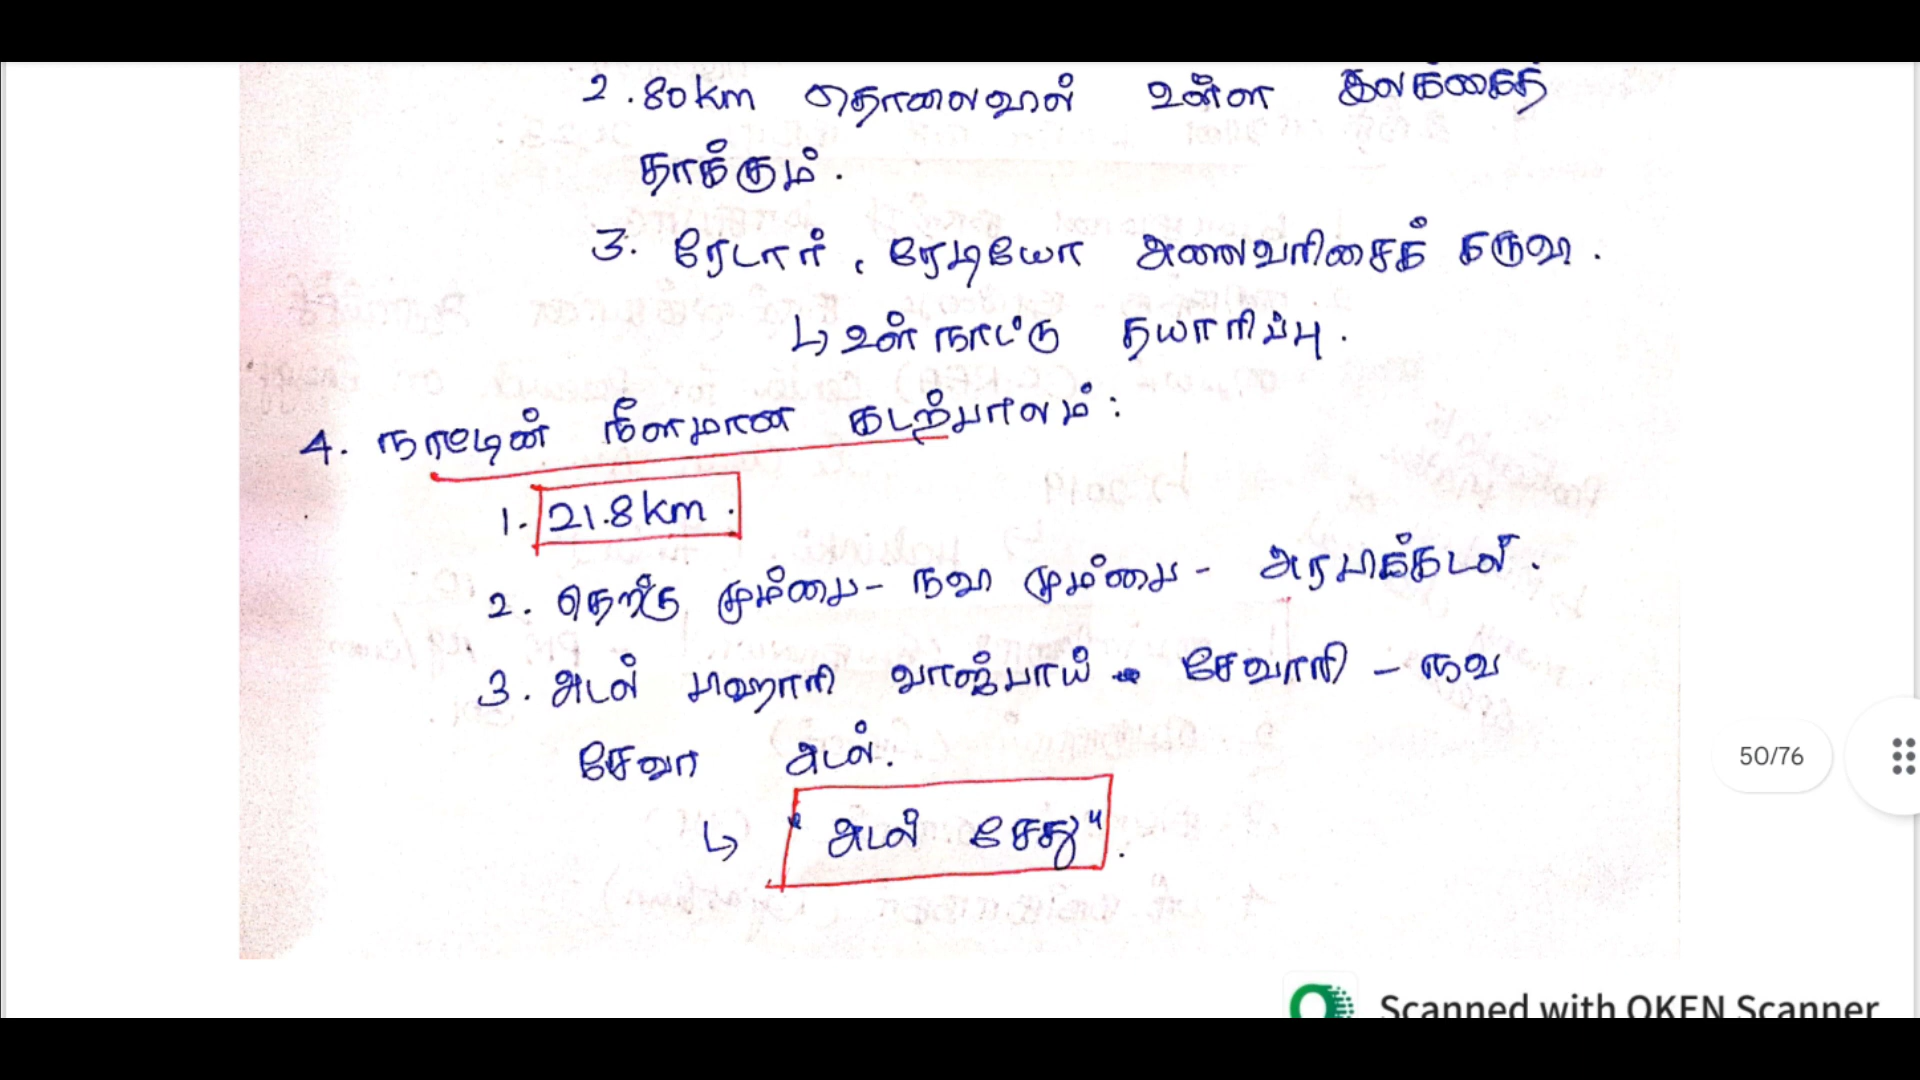 2. 80km தொலைவில் உள்ள இலக்கைத்
தாக்கும்.
3. ரேடார், ரேடியோ அலைவரிசைக் கருவி.
↳ உள்நாட்டு தயாரிப்பு.
4. நாட்டின் நீளமான கடற்பாலம்:
1. 21.8km.
2. தெற்கு மும்பை - நவி மும்பை - அரபிக்கடல்.
3. அடல் பிஹாரி வாஜ்பாய் சேவாரி - நவ
சேவா அடல்.
↳ "அடல் சேது".
50/76
Scanned with OKEN Scanner